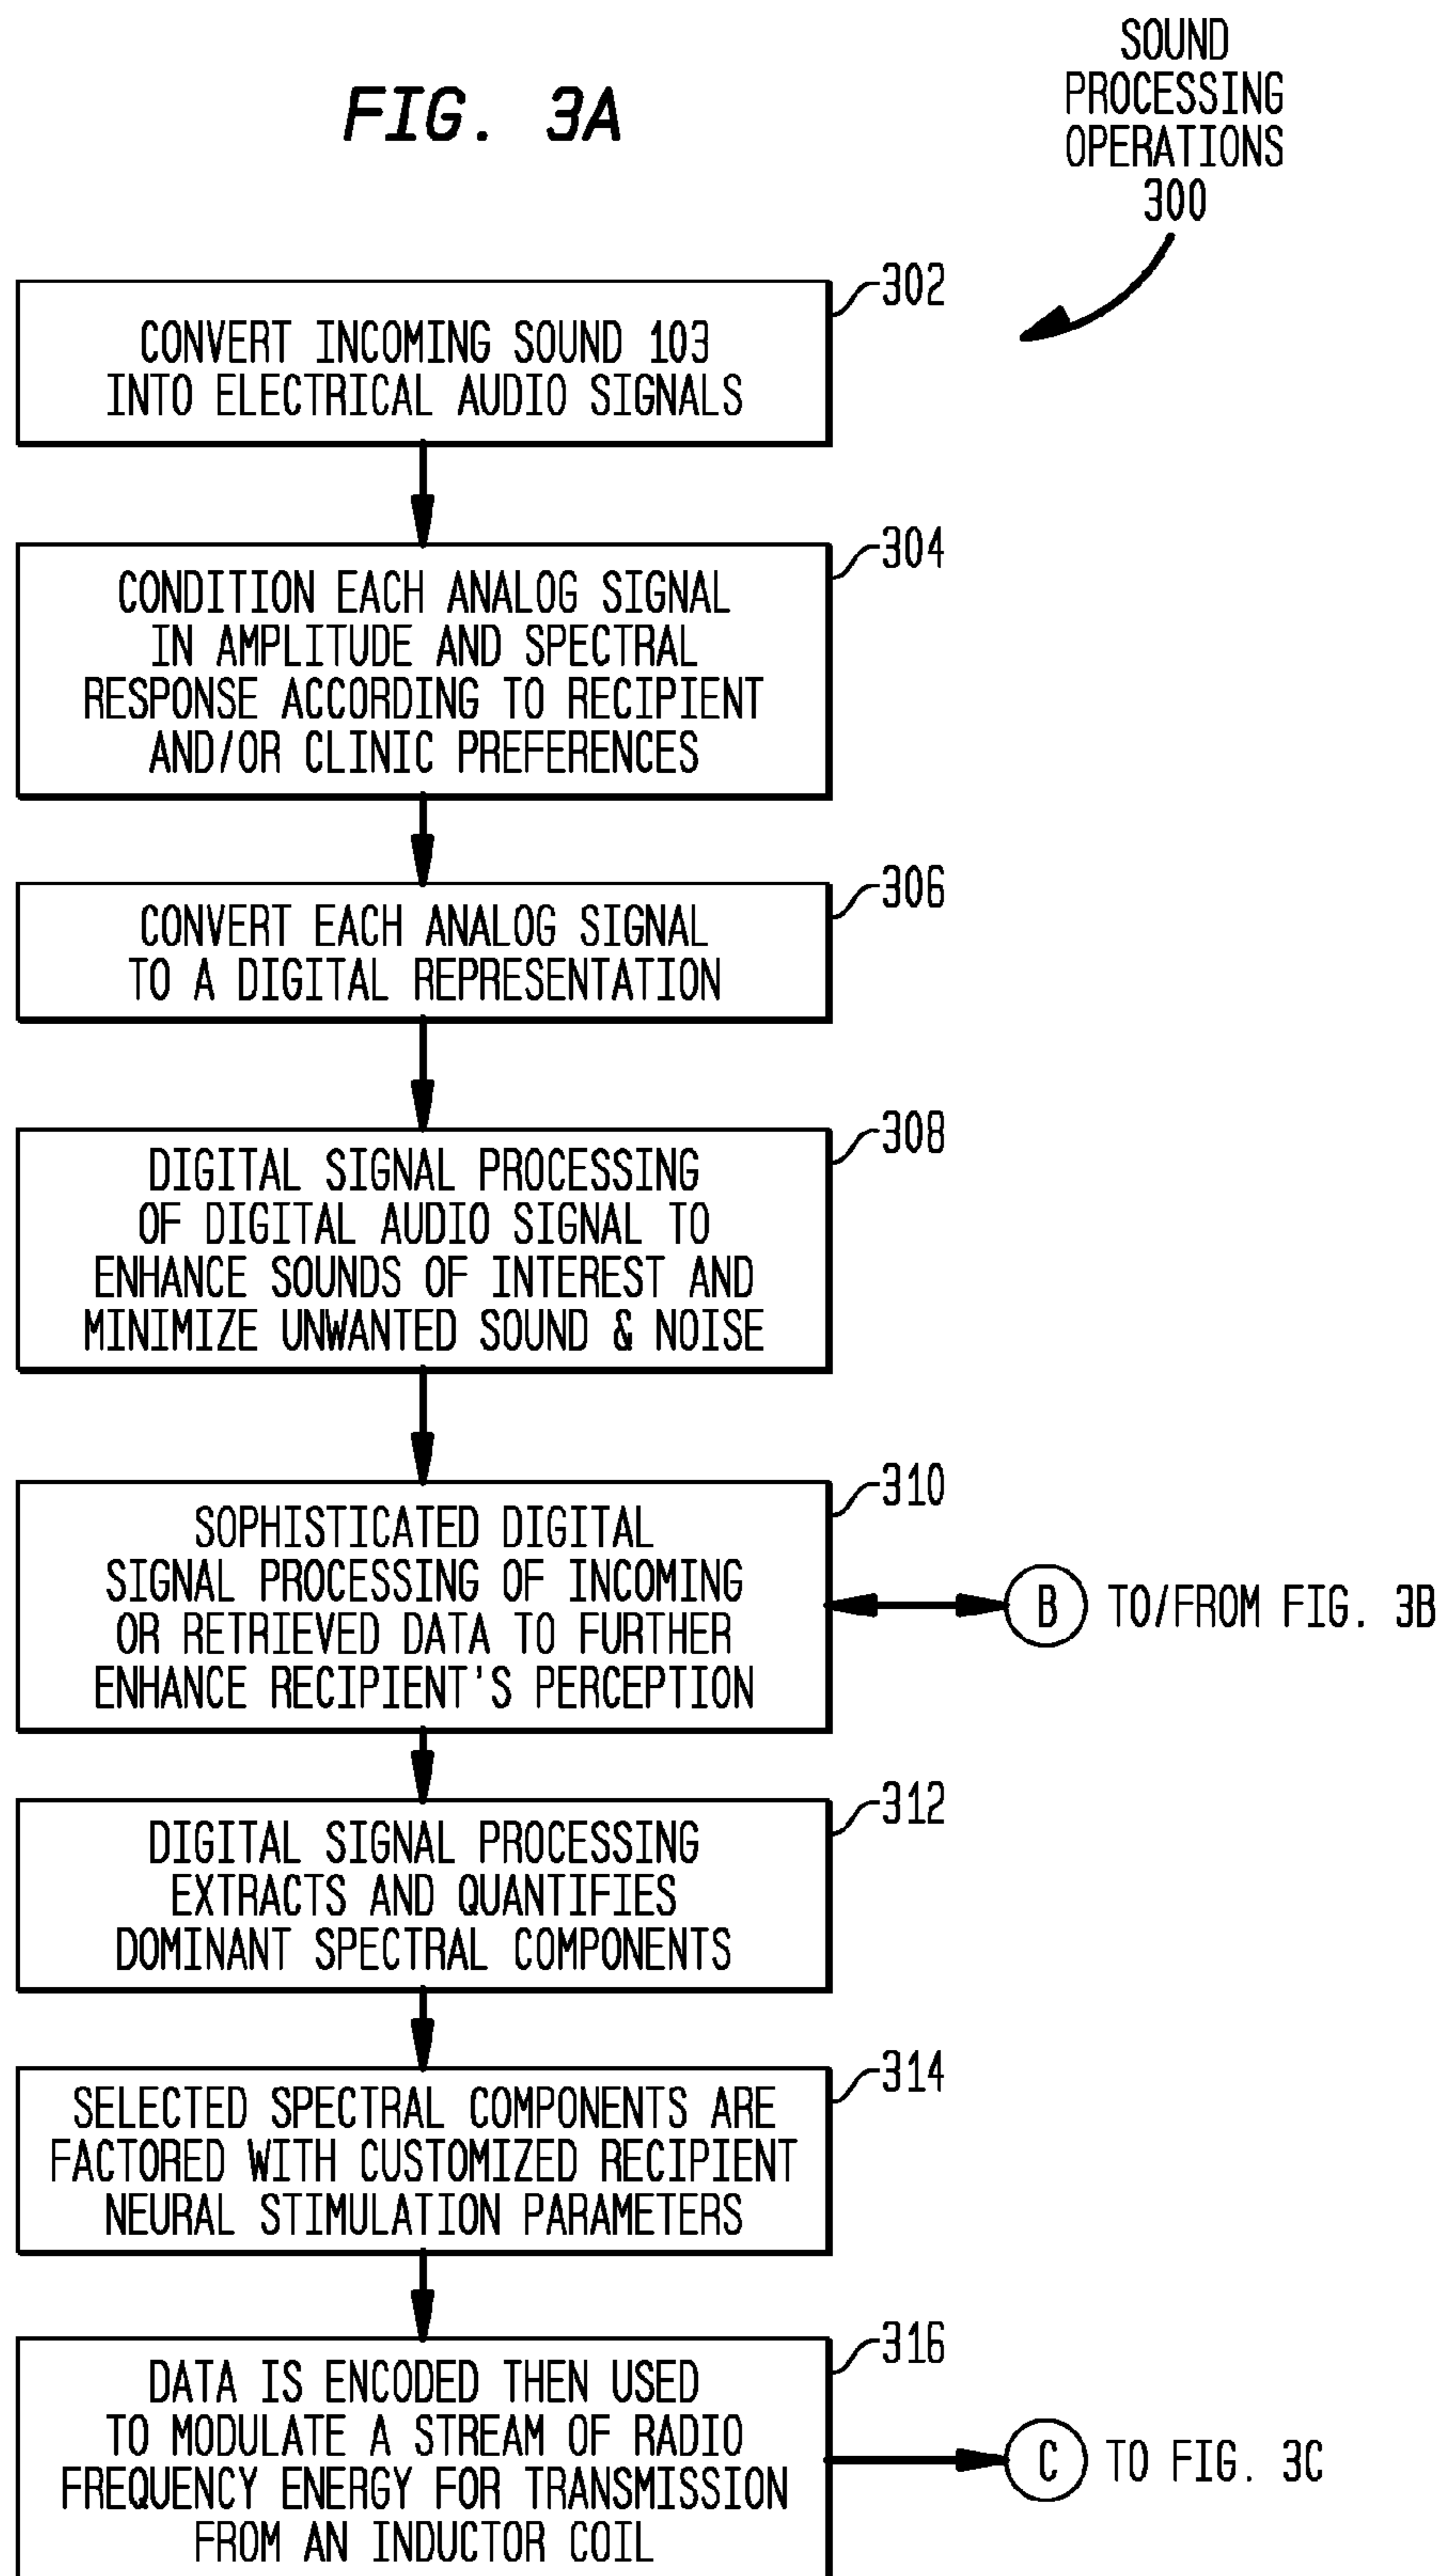 FIG. 3A
SOUND
PROCESSING
OPERATIONS
300
302
CONVERT INCOMING SOUND 103
INTO ELECTRICAL AUDIO SIGNALS
304
CONDITION EACH ANALOG SIGNAL
IN AMPLITUDE AND SPECTRAL
RESPONSE ACCORDING TO RECIPIENT
AND/OR CLINIC PREFERENCES
306
CONVERT EACH ANALOG SIGNAL
TO A DIGITAL REPRESENTATION
308
DIGITAL SIGNAL PROCESSING
OF DIGITAL AUDIO SIGNAL TO
ENHANCE SOUNDS OF INTEREST AND
MINIMIZE UNWANTED SOUND & NOISE
310
SOPHISTICATED DIGITAL
SIGNAL PROCESSING OF INCOMING
OR RETRIEVED DATA TO FURTHER
ENHANCE RECIPIENT'S PERCEPTION
B TO/FROM FIG. 3B
312
DIGITAL SIGNAL PROCESSING
EXTRACTS AND QUANTIFIES
DOMINANT SPECTRAL COMPONENTS
314
SELECTED SPECTRAL COMPONENTS ARE
FACTORED WITH CUSTOMIZED RECIPIENT
NEURAL STIMULATION PARAMETERS
316
DATA IS ENCODED THEN USED
TO MODULATE A STREAM OF RADIO
FREQUENCY ENERGY FOR TRANSMISSION
FROM AN INDUCTOR COIL
C TO FIG. 3C